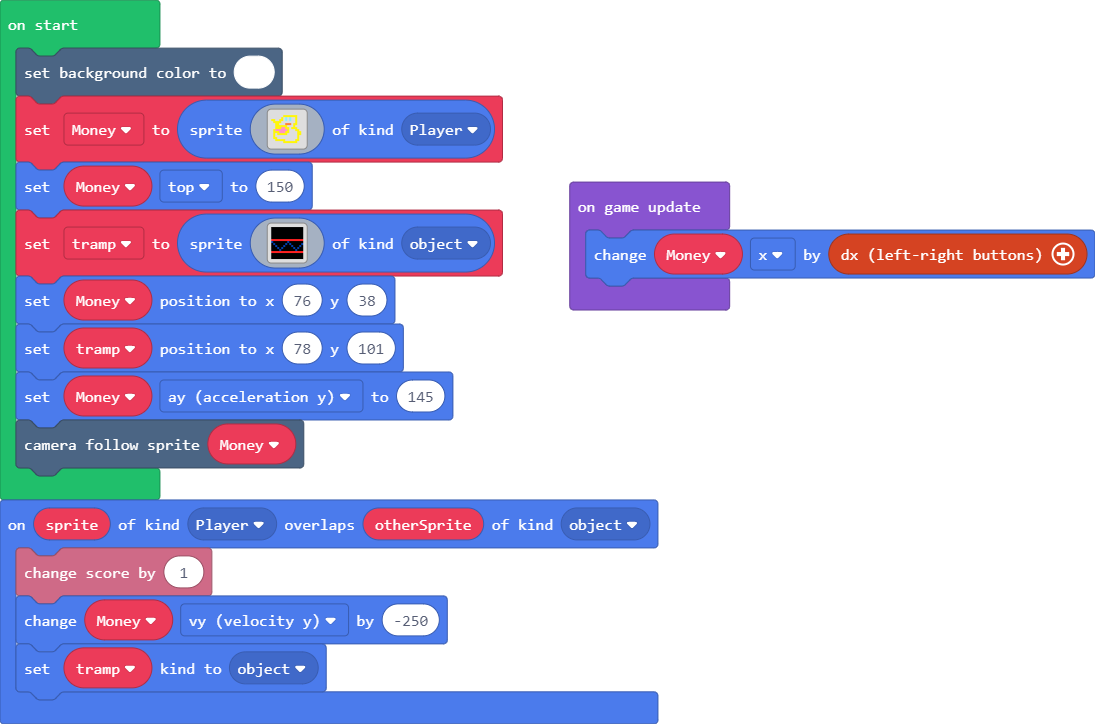 on start
set background color to
set Money to sprite of kind Player
set Money top to 150
set tramp to sprite of kind object
set Money position to x 76 y 38
set tramp position to x 78 y 101
set Money ay (acceleration y) to 145
camera follow sprite Money
on game update
change Money x by dx (left-right buttons)
on sprite of kind Player overlaps otherSprite of kind object
change score by 1
change Money vy (velocity y) by -250
set tramp kind to object